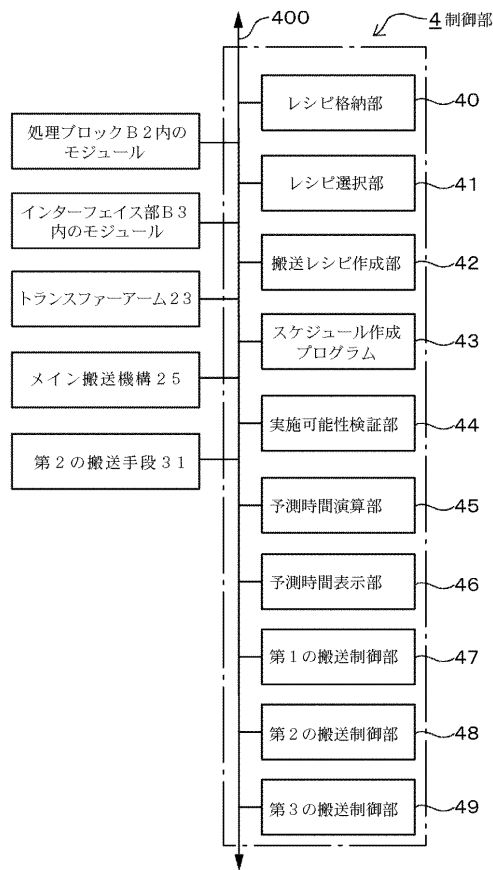 400
4 制御部
レシピ格納部
40
処理ブロックB2内の
モジュール
レシピ選択部
41
インターフェイス部B3
内のモジュール
搬送レシピ作成部
42
トランスファーアーム23
スケジュール作成
プログラム
43
メイン搬送機構25
実施可能性検証部
44
第2の搬送手段31
予測時間演算部
45
予測時間表示部
46
第1の搬送制御部
47
第2の搬送制御部
48
第3の搬送制御部
49